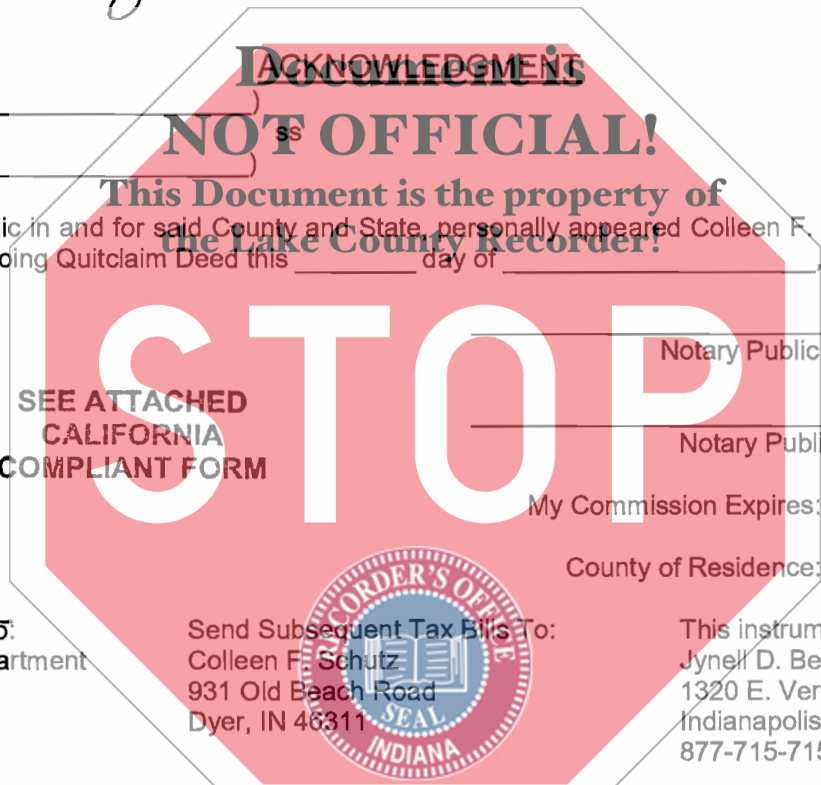 ACKNOWLEDGMENT
Document is
)
ss
NOT OFFICIAL!
)
This Document is the property of
ic in and for said County and State, personally appeared Colleen F.
the Lake County Recorder!
ding Quitclaim Deed this ________ day of ____________________,
STOP
Notary Public
SEE ATTACHED
CALIFORNIA
COMPLIANT FORM
Notary Publi
My Commission Expires:
County of Residence:
RECORDER'S OFFICE
SEAL
INDIANA
o:
artment
Send Subsequent Tax Bills To:
Colleen F. Schutz
931 Old Beach Road
Dyer, IN 46311
This instrum
Jynell D. Be
1320 E. Ver
Indianapolis
877-715-715